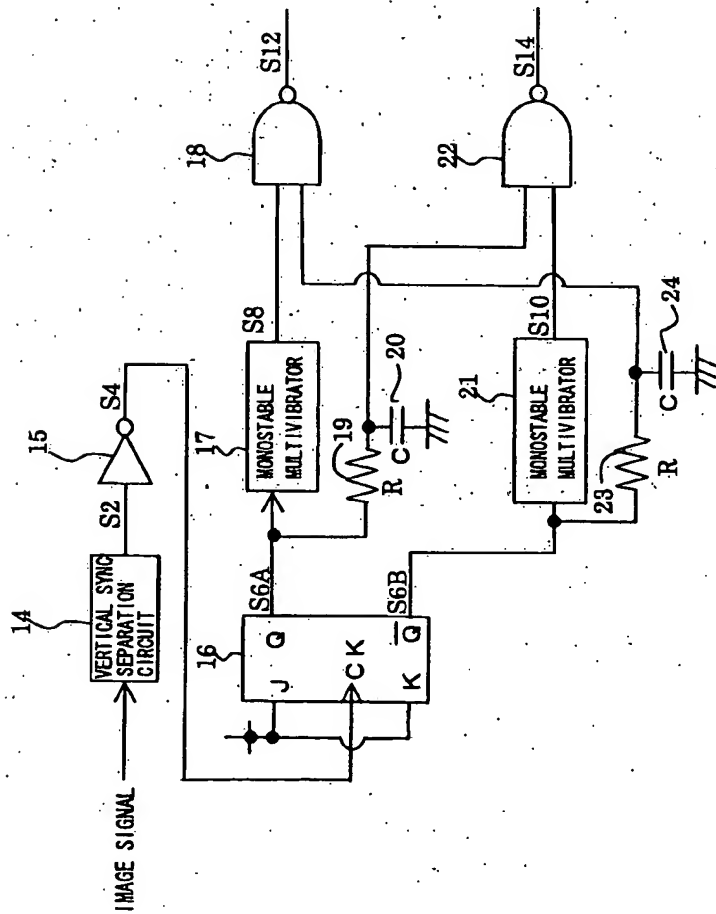 IMAGE SIGNAL
14
VERTICAL SYNC
SEPARATION
CIRCUIT
S2
15
S4
16
J
Q
CK
K
Q
S6A
S6B
17
MONOSTABLE
MULTIVIBRATOR
S8
18
S12
19
R
C
20
21
MONOSTABLE
MULTIVIBRATOR
S10
22
S14
23
R
C
24